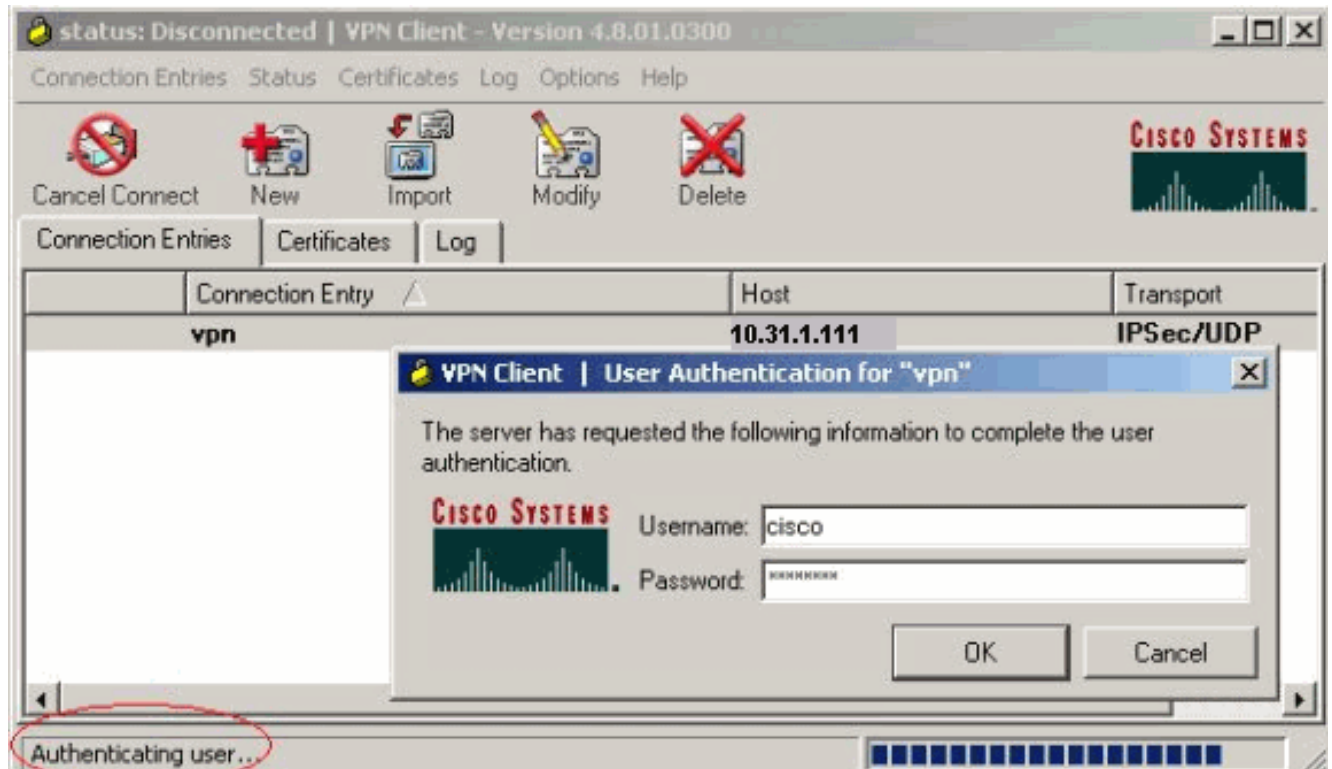 status: Disconnected | VPN Client - Version 4.8.01.0300
Connection Entries Status Certificates Log Options Help
Cancel Connect New Import Modify Delete
CISCO SYSTEMS
Connection Entries Certificates Log
Connection Entry Host Transport
vpn 10.31.1.111 IPSec/UDP
VPN Client | User Authentication for "vpn"
The server has requested the following information to complete the user
authentication.
CISCO SYSTEMS
Username: cisco
Password: ********
OK Cancel
Authenticating user...